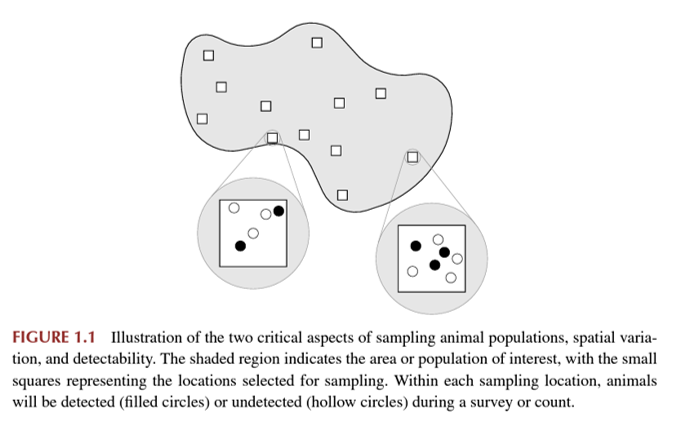 FIGURE 1.1 Illustration of the two critical aspects of sampling animal populations, spatial varia-
tion, and detectability. The shaded region indicates the area or population of interest, with the small
squares representing the locations selected for sampling. Within each sampling location, animals
will be detected (filled circles) or undetected (hollow circles) during a survey or count.